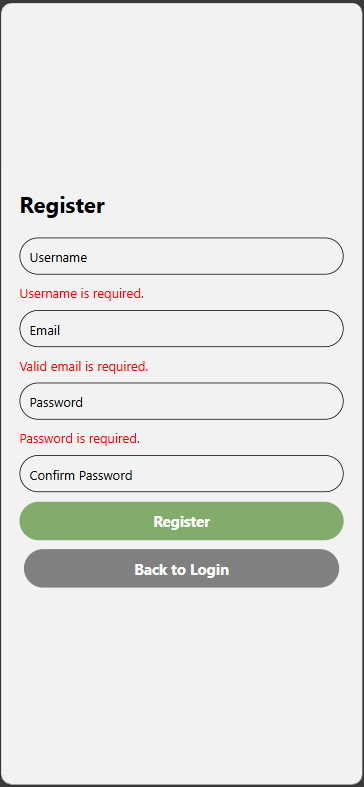 Register
Username
Username is required.
Email
Valid email is required.
Password
Password is required.
Confirm Password
Register
Back to Login